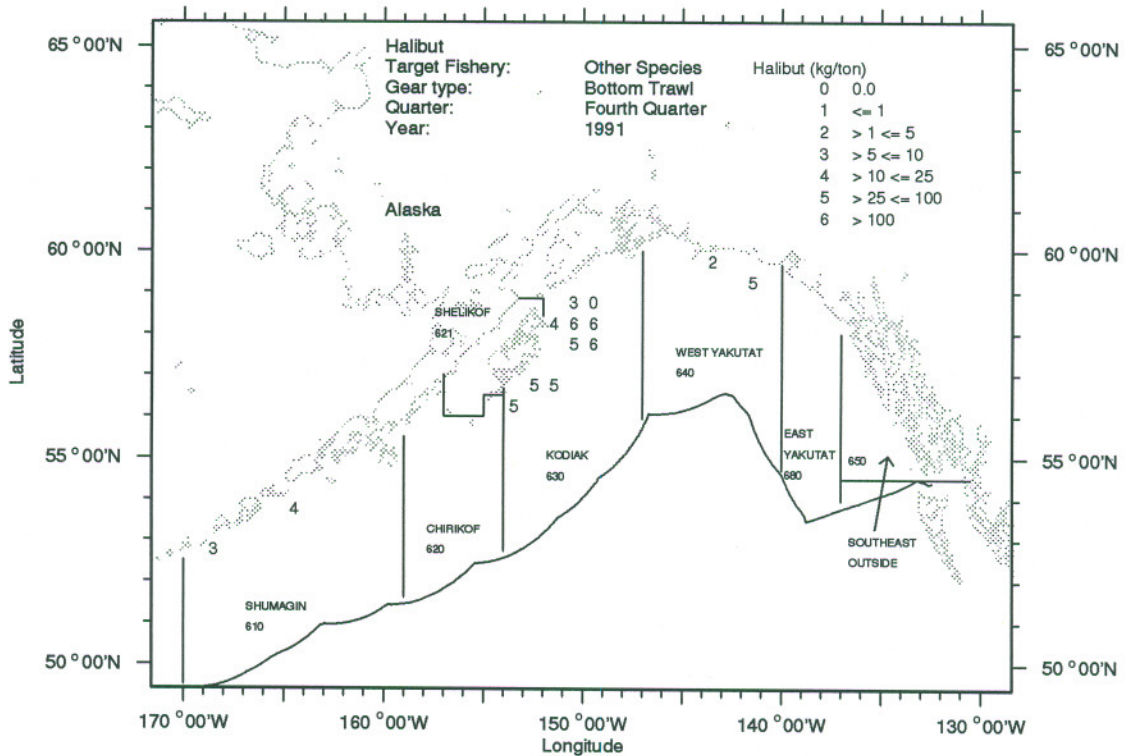 Halibut
Target Fishery: Other Species
Gear type: Bottom Trawl
Quarter: Fourth Quarter
Year: 1991
Halibut (kg/ton)
0 0.0
1 <= 1
2 > 1 <= 5
3 > 5 <= 10
4 > 10 <= 25
5 > 25 <= 100
6 > 100
65 °00'N
65 °00'N
Alaska
60 °00'N
60 °00'N
2
5
SHELIKOF
621
3 0
4 6 6
5 6
WEST YAKUTAT
640
5 5
5
Latitude
55 °00'N
55 °00'N
EAST
YAKUTAT
680
650
KODIAK
630
4
3
CHIRIKOF
620
SOUTHEAST
OUTSIDE
SHUMAGIN
610
50 °00'N
50 °00'N
170 °00'W
160 °00'W
150 °00'W
140 °00'W
130 °00'W
Longitude